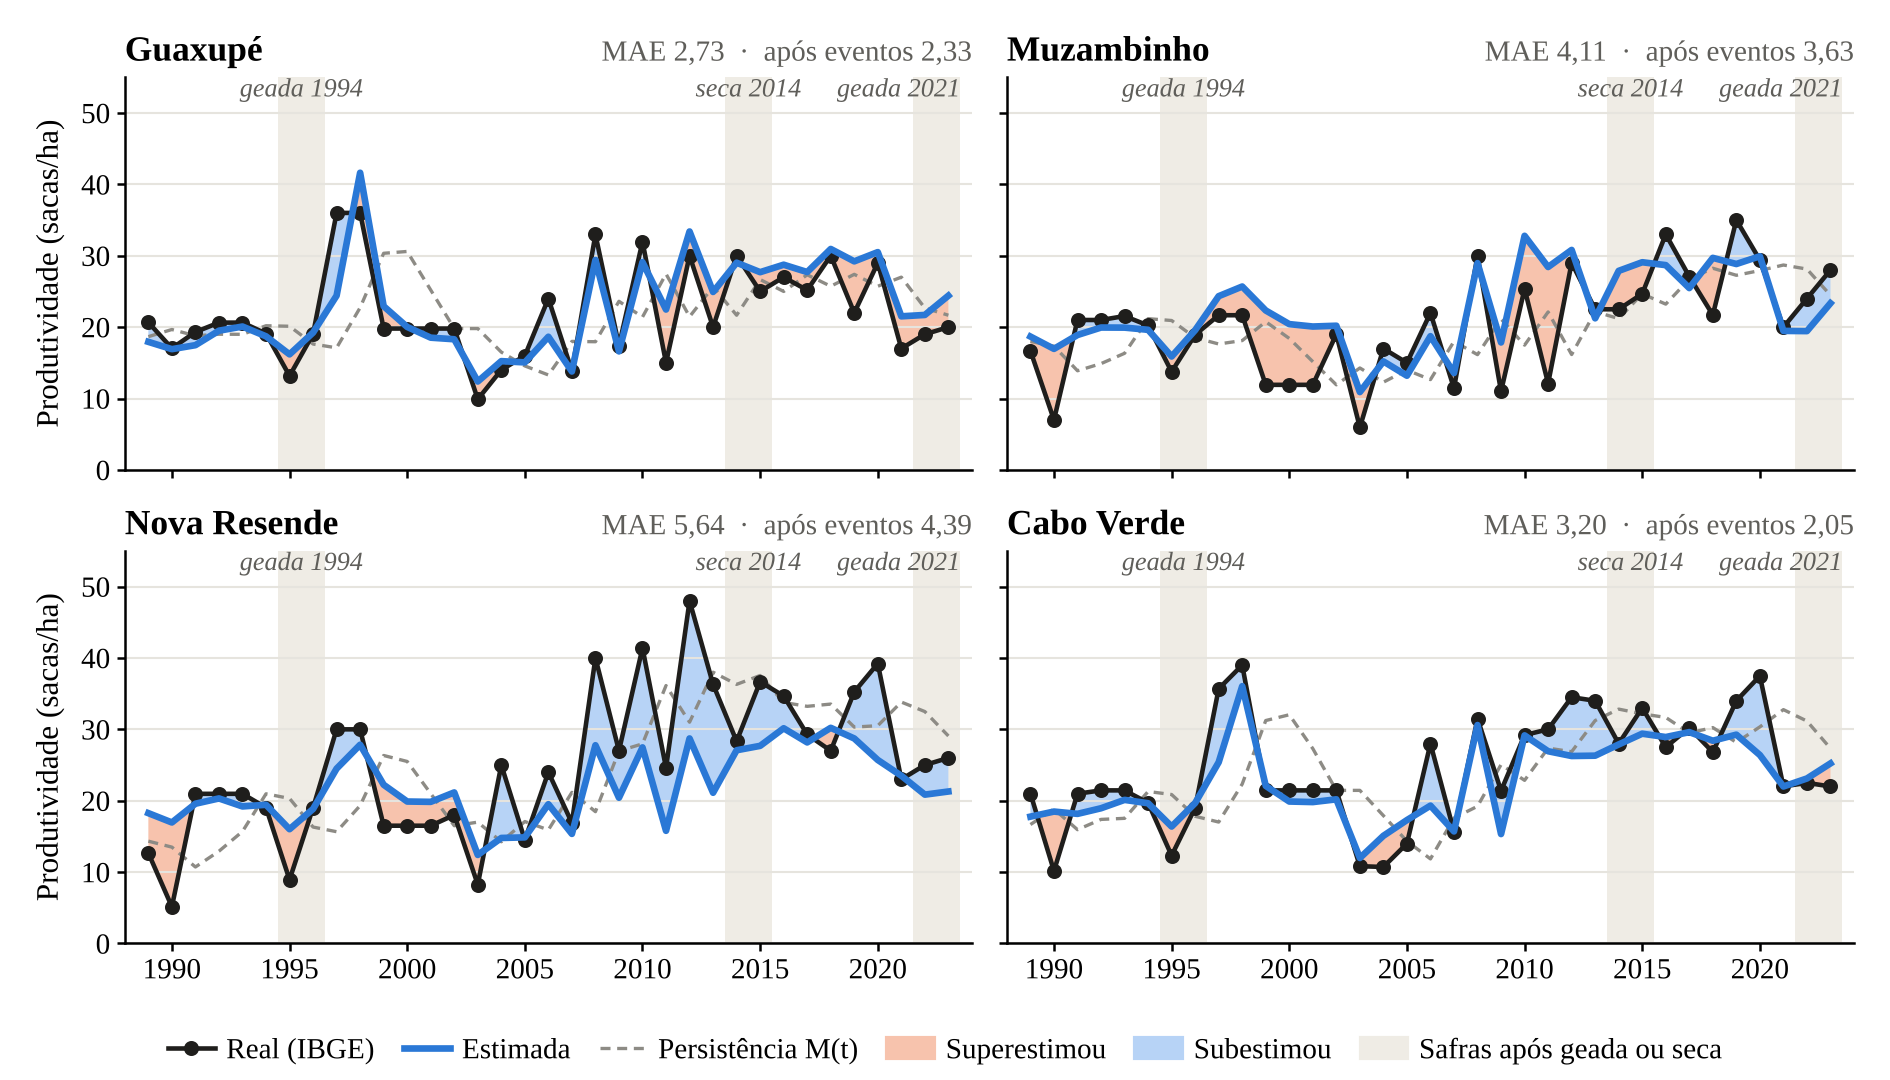 Guaxupé
MAE 2,73 · após eventos 2,33
Muzambinho
MAE 4,11 · após eventos 3,63
geada 1994
seca 2014
geada 2021
geada 1994
seca 2014
geada 2021
Produtividade (sacas/ha)
50
40
30
20
10
0
Nova Resende
MAE 5,64 · após eventos 4,39
Cabo Verde
MAE 3,20 · após eventos 2,05
geada 1994
seca 2014
geada 2021
geada 1994
seca 2014
geada 2021
Produtividade (sacas/ha)
50
40
30
20
10
0
1990 1995 2000 2005 2010 2015 2020
1990 1995 2000 2005 2010 2015 2020
Real (IBGE) Estimada Persistência M(t) Superestimou Subestimou Safras após geada ou seca